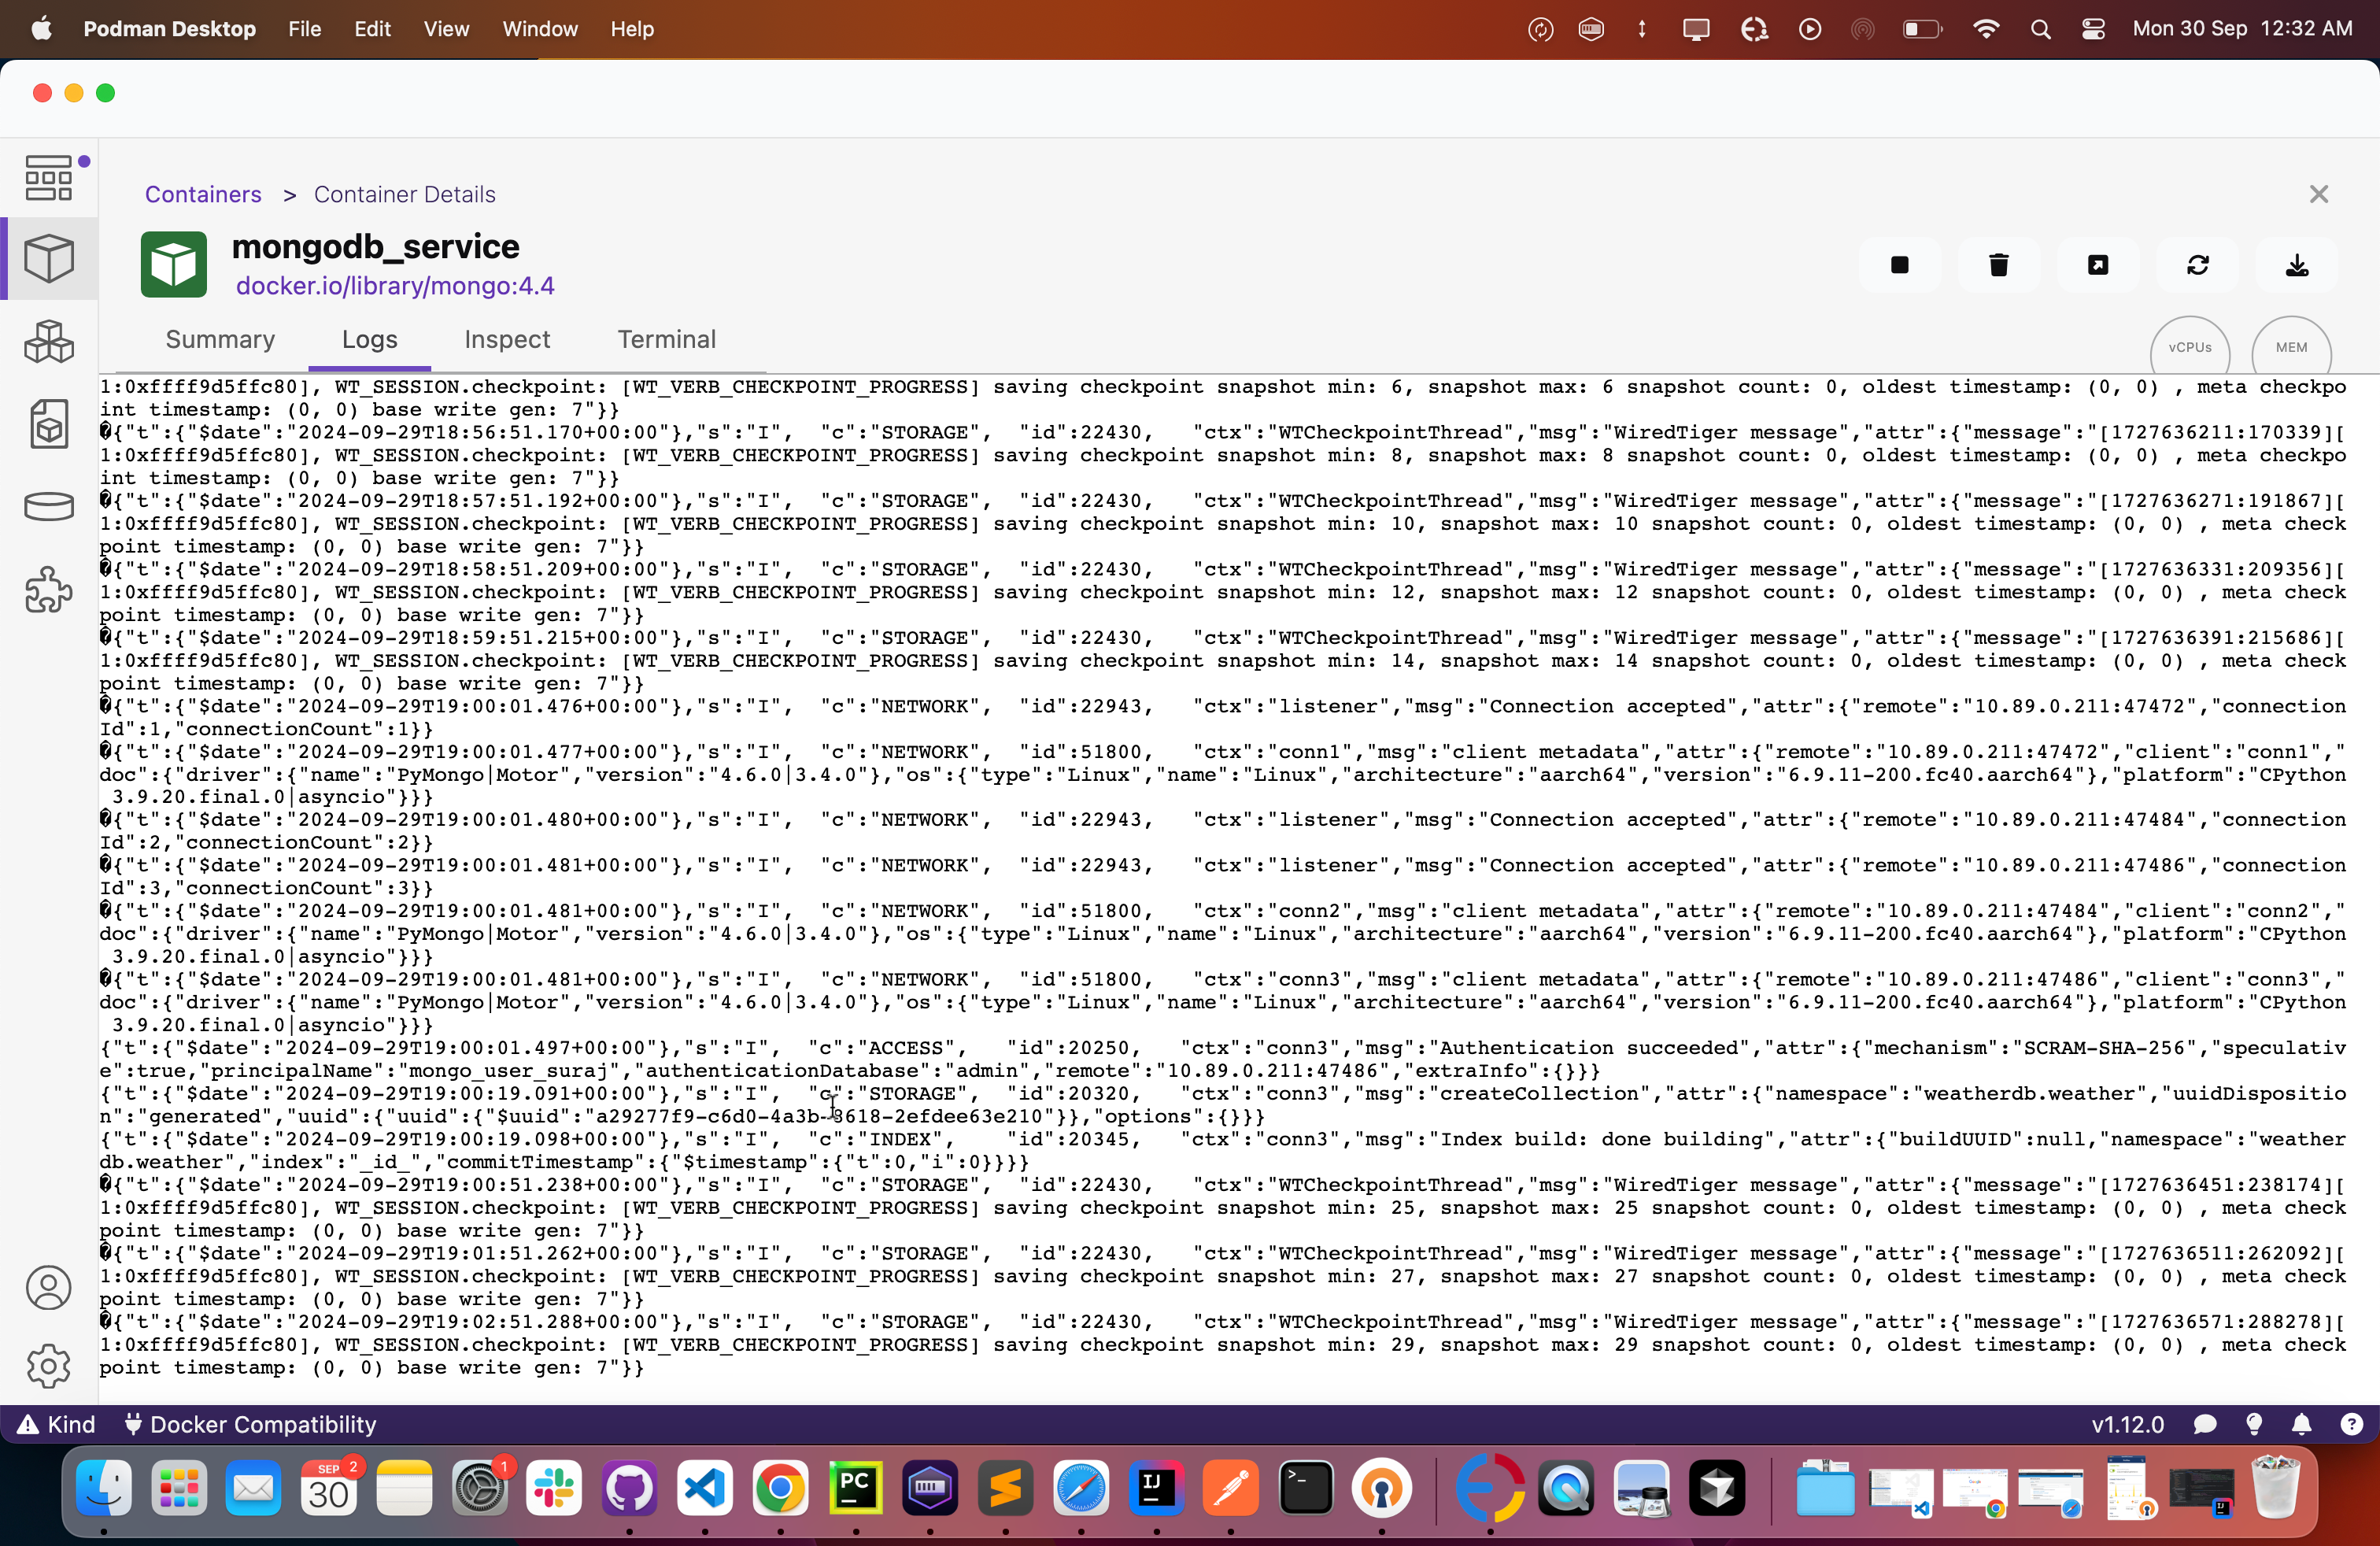 Podman Desktop File Edit View Window Help Mon 30 Sep 12:32 AM
Containers > Container Details
mongodb_service
docker.io/library/mongo:4.4
Summary Logs Inspect Terminal vCPUs MEM
1:0xffff9d5ffc80], WT_SESSION.checkpoint: [WT_VERB_CHECKPOINT_PROGRESS] saving checkpoint snapshot min: 6, snapshot max: 6 snapshot count: 0, oldest timestamp: (0, 0) , meta checkpo
int timestamp: (0, 0) base write gen: 7"}}
�{"t":{"$date":"2024-09-29T18:56:51.170+00:00"},"s":"I",  "c":"STORAGE",  "id":22430,   "ctx":"WTCheckpointThread","msg":"WiredTiger message","attr":{"message":"[1727636211:170339][
1:0xffff9d5ffc80], WT_SESSION.checkpoint: [WT_VERB_CHECKPOINT_PROGRESS] saving checkpoint snapshot min: 8, snapshot max: 8 snapshot count: 0, oldest timestamp: (0, 0) , meta checkpo
int timestamp: (0, 0) base write gen: 7"}}
�{"t":{"$date":"2024-09-29T18:57:51.192+00:00"},"s":"I",  "c":"STORAGE",  "id":22430,   "ctx":"WTCheckpointThread","msg":"WiredTiger message","attr":{"message":"[1727636271:191867][
1:0xffff9d5ffc80], WT_SESSION.checkpoint: [WT_VERB_CHECKPOINT_PROGRESS] saving checkpoint snapshot min: 10, snapshot max: 10 snapshot count: 0, oldest timestamp: (0, 0) , meta check
point timestamp: (0, 0) base write gen: 7"}}
�{"t":{"$date":"2024-09-29T18:58:51.209+00:00"},"s":"I",  "c":"STORAGE",  "id":22430,   "ctx":"WTCheckpointThread","msg":"WiredTiger message","attr":{"message":"[1727636331:209356][
1:0xffff9d5ffc80], WT_SESSION.checkpoint: [WT_VERB_CHECKPOINT_PROGRESS] saving checkpoint snapshot min: 12, snapshot max: 12 snapshot count: 0, oldest timestamp: (0, 0) , meta check
point timestamp: (0, 0) base write gen: 7"}}
�{"t":{"$date":"2024-09-29T18:59:51.215+00:00"},"s":"I",  "c":"STORAGE",  "id":22430,   "ctx":"WTCheckpointThread","msg":"WiredTiger message","attr":{"message":"[1727636391:215686][
1:0xffff9d5ffc80], WT_SESSION.checkpoint: [WT_VERB_CHECKPOINT_PROGRESS] saving checkpoint snapshot min: 14, snapshot max: 14 snapshot count: 0, oldest timestamp: (0, 0) , meta check
point timestamp: (0, 0) base write gen: 7"}}
�{"t":{"$date":"2024-09-29T19:00:01.476+00:00"},"s":"I",  "c":"NETWORK",  "id":22943,   "ctx":"listener","msg":"Connection accepted","attr":{"remote":"10.89.0.211:47472","connection
Id":1,"connectionCount":1}}
�{"t":{"$date":"2024-09-29T19:00:01.477+00:00"},"s":"I",  "c":"NETWORK",  "id":51800,   "ctx":"conn1","msg":"client metadata","attr":{"remote":"10.89.0.211:47472","client":"conn1","
doc":{"driver":{"name":"PyMongo|Motor","version":"4.6.0|3.4.0"},"os":{"type":"Linux","name":"Linux","architecture":"aarch64","version":"6.9.11-200.fc40.aarch64"},"platform":"CPython
 3.9.20.final.0|asyncio"}}}
�{"t":{"$date":"2024-09-29T19:00:01.480+00:00"},"s":"I",  "c":"NETWORK",  "id":22943,   "ctx":"listener","msg":"Connection accepted","attr":{"remote":"10.89.0.211:47484","connection
Id":2,"connectionCount":2}}
�{"t":{"$date":"2024-09-29T19:00:01.481+00:00"},"s":"I",  "c":"NETWORK",  "id":22943,   "ctx":"listener","msg":"Connection accepted","attr":{"remote":"10.89.0.211:47486","connection
Id":3,"connectionCount":3}}
�{"t":{"$date":"2024-09-29T19:00:01.481+00:00"},"s":"I",  "c":"NETWORK",  "id":51800,   "ctx":"conn2","msg":"client metadata","attr":{"remote":"10.89.0.211:47484","client":"conn2","
doc":{"driver":{"name":"PyMongo|Motor","version":"4.6.0|3.4.0"},"os":{"type":"Linux","name":"Linux","architecture":"aarch64","version":"6.9.11-200.fc40.aarch64"},"platform":"CPython
 3.9.20.final.0|asyncio"}}}
�{"t":{"$date":"2024-09-29T19:00:01.481+00:00"},"s":"I",  "c":"NETWORK",  "id":51800,   "ctx":"conn3","msg":"client metadata","attr":{"remote":"10.89.0.211:47486","client":"conn3","
doc":{"driver":{"name":"PyMongo|Motor","version":"4.6.0|3.4.0"},"os":{"type":"Linux","name":"Linux","architecture":"aarch64","version":"6.9.11-200.fc40.aarch64"},"platform":"CPython
 3.9.20.final.0|asyncio"}}}
{"t":{"$date":"2024-09-29T19:00:01.497+00:00"},"s":"I",  "c":"ACCESS",   "id":20250,   "ctx":"conn3","msg":"Authentication succeeded","attr":{"mechanism":"SCRAM-SHA-256","speculativ
e":true,"principalName":"mongo_user_suraj","authenticationDatabase":"admin","remote":"10.89.0.211:47486","extraInfo":{}}}
{"t":{"$date":"2024-09-29T19:00:19.091+00:00"},"s":"I",  "c":"STORAGE",  "id":20320,   "ctx":"conn3","msg":"createCollection","attr":{"namespace":"weatherdb.weather","uuidDispositio
n":"generated","uuid":{"uuid":{"$uuid":"a29277f9-c6d0-4a3b-8618-2efdee63e210"}},"options":{}}}
{"t":{"$date":"2024-09-29T19:00:19.098+00:00"},"s":"I",  "c":"INDEX",    "id":20345,   "ctx":"conn3","msg":"Index build: done building","attr":{"buildUUID":null,"namespace":"weather
db.weather","index":"_id_","commitTimestamp":{"$timestamp":{"t":0,"i":0}}}}
�{"t":{"$date":"2024-09-29T19:00:51.238+00:00"},"s":"I",  "c":"STORAGE",  "id":22430,   "ctx":"WTCheckpointThread","msg":"WiredTiger message","attr":{"message":"[1727636451:238174][
1:0xffff9d5ffc80], WT_SESSION.checkpoint: [WT_VERB_CHECKPOINT_PROGRESS] saving checkpoint snapshot min: 25, snapshot max: 25 snapshot count: 0, oldest timestamp: (0, 0) , meta check
point timestamp: (0, 0) base write gen: 7"}}
�{"t":{"$date":"2024-09-29T19:01:51.262+00:00"},"s":"I",  "c":"STORAGE",  "id":22430,   "ctx":"WTCheckpointThread","msg":"WiredTiger message","attr":{"message":"[1727636511:262092][
1:0xffff9d5ffc80], WT_SESSION.checkpoint: [WT_VERB_CHECKPOINT_PROGRESS] saving checkpoint snapshot min: 27, snapshot max: 27 snapshot count: 0, oldest timestamp: (0, 0) , meta check
point timestamp: (0, 0) base write gen: 7"}}
�{"t":{"$date":"2024-09-29T19:02:51.288+00:00"},"s":"I",  "c":"STORAGE",  "id":22430,   "ctx":"WTCheckpointThread","msg":"WiredTiger message","attr":{"message":"[1727636571:288278][
1:0xffff9d5ffc80], WT_SESSION.checkpoint: [WT_VERB_CHECKPOINT_PROGRESS] saving checkpoint snapshot min: 29, snapshot max: 29 snapshot count: 0, oldest timestamp: (0, 0) , meta check
point timestamp: (0, 0) base write gen: 7"}}
Kind Docker Compatibility v1.12.0
SEP 2 1
30 PC IJ